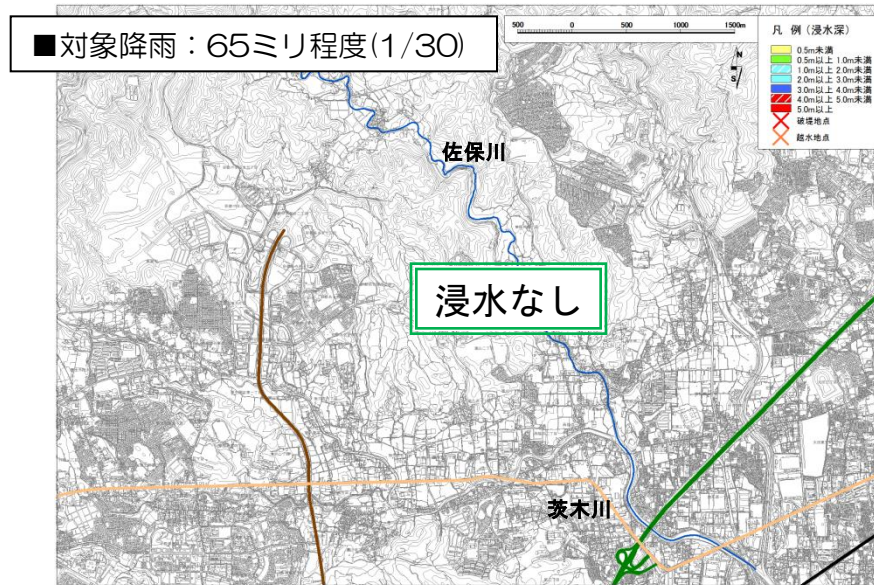 ■対象降雨：65ミリ程度(1/30)
500 0 500 1000 1500m
N
S
凡 例 (浸水深)
0.5m未満
0.5m以上 1.0m未満
1.0m以上 2.0m未満
2.0m以上 3.0m未満
3.0m以上 4.0m未満
4.0m以上 5.0m未満
5.0m以上
破堤地点
越水地点
佐保川
浸水なし
茨木川